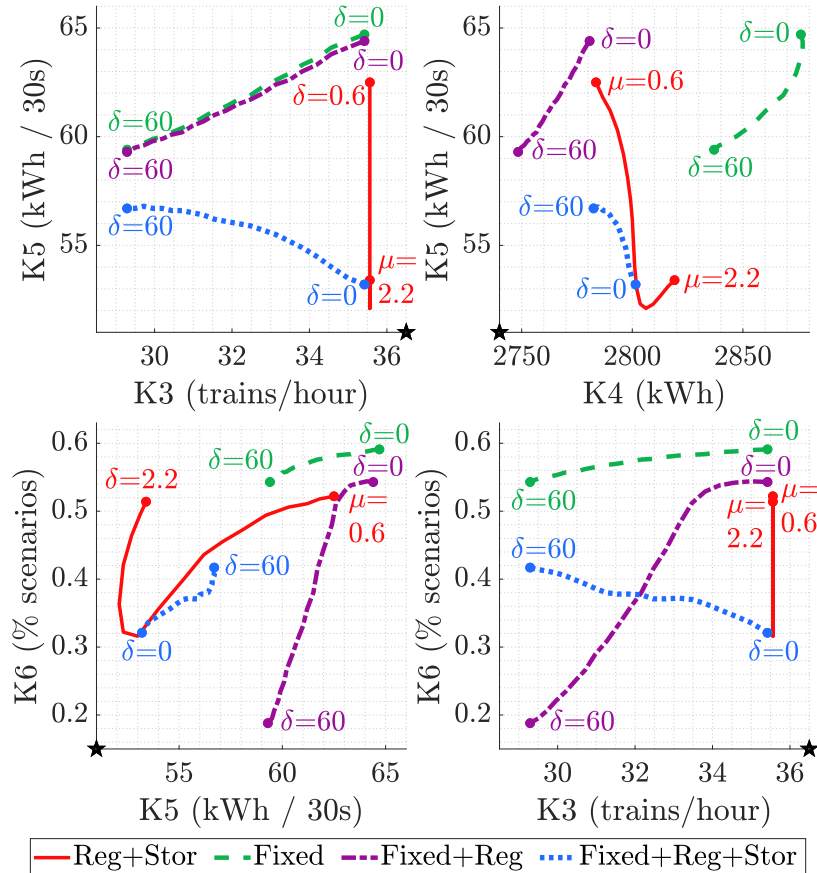 65
60
55
K5 (kWh / 30s)
δ=0
δ=0
δ=0.6
δ=60
δ=60
δ=60
μ=
2.2
δ=0
30
32
34
36
K3 (trains/hour)
65
60
55
K5 (kWh / 30s)
δ=0
δ=0
μ=0.6
δ=60
δ=60
δ=60
δ=0
μ=2.2
2750
2800
2850
K4 (kWh)
0.6
0.5
0.4
0.3
0.2
K6 (% scenarios)
δ=0
δ=60
δ=0
δ=2.2
μ=
0.6
δ=60
δ=0
δ=60
55
60
65
K5 (kWh / 30s)
0.6
0.5
0.4
0.3
0.2
K6 (% scenarios)
δ=0
δ=0
δ=60
μ=
0.6
μ=
2.2
δ=60
δ=0
δ=60
30
32
34
36
K3 (trains/hour)
Reg+Stor Fixed Fixed+Reg Fixed+Reg+Stor